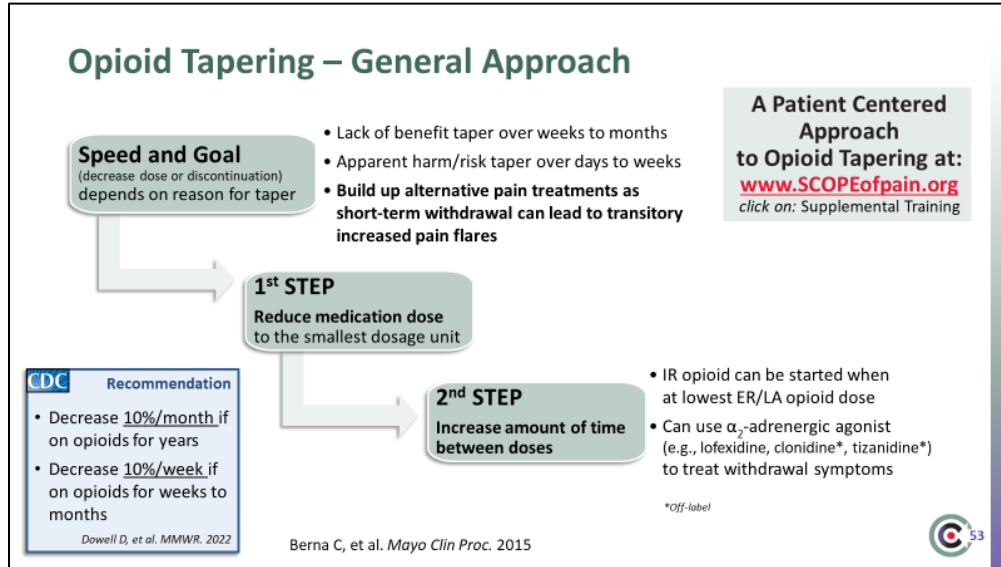 Opioid Tapering – General Approach
Speed and Goal
(decrease dose or discontinuation)
depends on reason for taper
• Lack of benefit taper over weeks to months
• Apparent harm/risk taper over days to weeks
• Build up alternative pain treatments as
short-term withdrawal can lead to transitory
increased pain flares
A Patient Centered
Approach
to Opioid Tapering at:
www.SCOPEofpain.org
click on: Supplemental Training
1st STEP
Reduce medication dose
to the smallest dosage unit
2nd STEP
Increase amount of time
between doses
• IR opioid can be started when
at lowest ER/LA opioid dose
• Can use α2-adrenergic agonist
(e.g., lofexidine, clonidine*, tizanidine*)
to treat withdrawal symptoms
*Off-label
CDC Recommendation
• Decrease 10%/month if
on opioids for years
• Decrease 10%/week if
on opioids for weeks to
months
Dowell D, et al. MMWR. 2022
Berna C, et al. Mayo Clin Proc. 2015
53